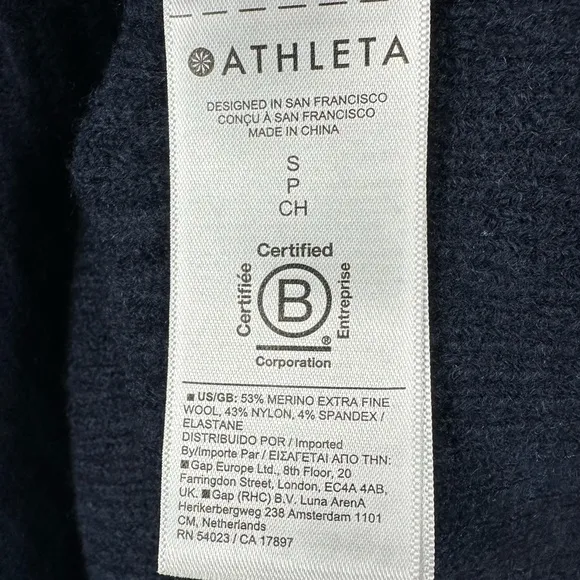 ATHLETA
DESIGNED IN SAN FRANCISCO
CONÇU À SAN FRANCISCO
MADE IN CHINA
S
P
CH
Certified
Certifiée
B
Entreprise
®
Corporation
US/GB: 53% MERINO EXTRA FINE
WOOL, 43% NYLON, 4% SPANDEX /
ELASTANE
DISTRIBUIDO POR / Imported
By/Importe Par / ΕΙΣΑΓΕΤΑΙ ΑΠΟ ΤΗΝ:
Gap Europe Ltd., 8th Floor, 20
Farringdon Street, London, EC4A 4AB,
UK. Gap (RHC) B.V. Luna ArenA
Herikerbergweg 238 Amsterdam 1101
CM, Netherlands
RN 54023 / CA 17897